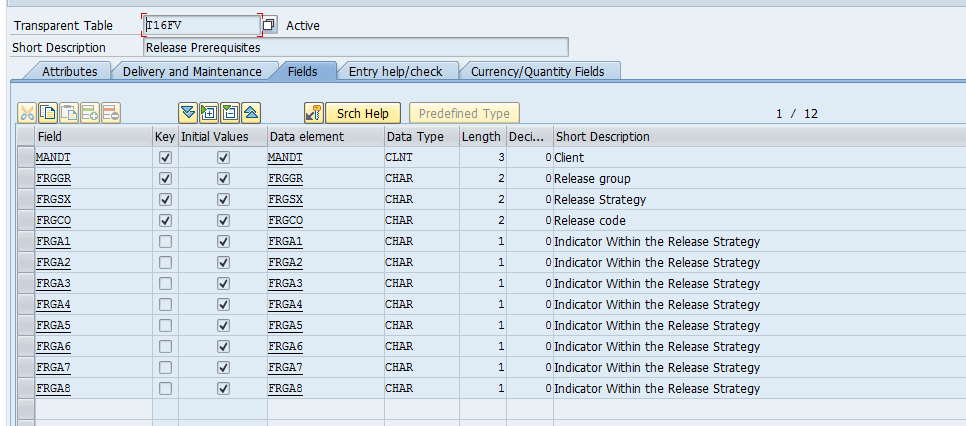 Transparent Table T16FV Active
Short Description Release Prerequisites
Attributes Delivery and Maintenance Fields Entry help/check Currency/Quantity Fields
Srch Help Predefined Type 1 / 12
Field Key Initial Values Data element Data Type Length Deci... Short Description
MANDT MANDT CLNT 3 0 Client
FRGGR FRGGR CHAR 2 0 Release group
FRGSX FRGSX CHAR 2 0 Release Strategy
FRGCO FRGCO CHAR 2 0 Release code
FRGA1 FRGA1 CHAR 1 0 Indicator Within the Release Strategy
FRGA2 FRGA2 CHAR 1 0 Indicator Within the Release Strategy
FRGA3 FRGA3 CHAR 1 0 Indicator Within the Release Strategy
FRGA4 FRGA4 CHAR 1 0 Indicator Within the Release Strategy
FRGA5 FRGA5 CHAR 1 0 Indicator Within the Release Strategy
FRGA6 FRGA6 CHAR 1 0 Indicator Within the Release Strategy
FRGA7 FRGA7 CHAR 1 0 Indicator Within the Release Strategy
FRGA8 FRGA8 CHAR 1 0 Indicator Within the Release Strategy